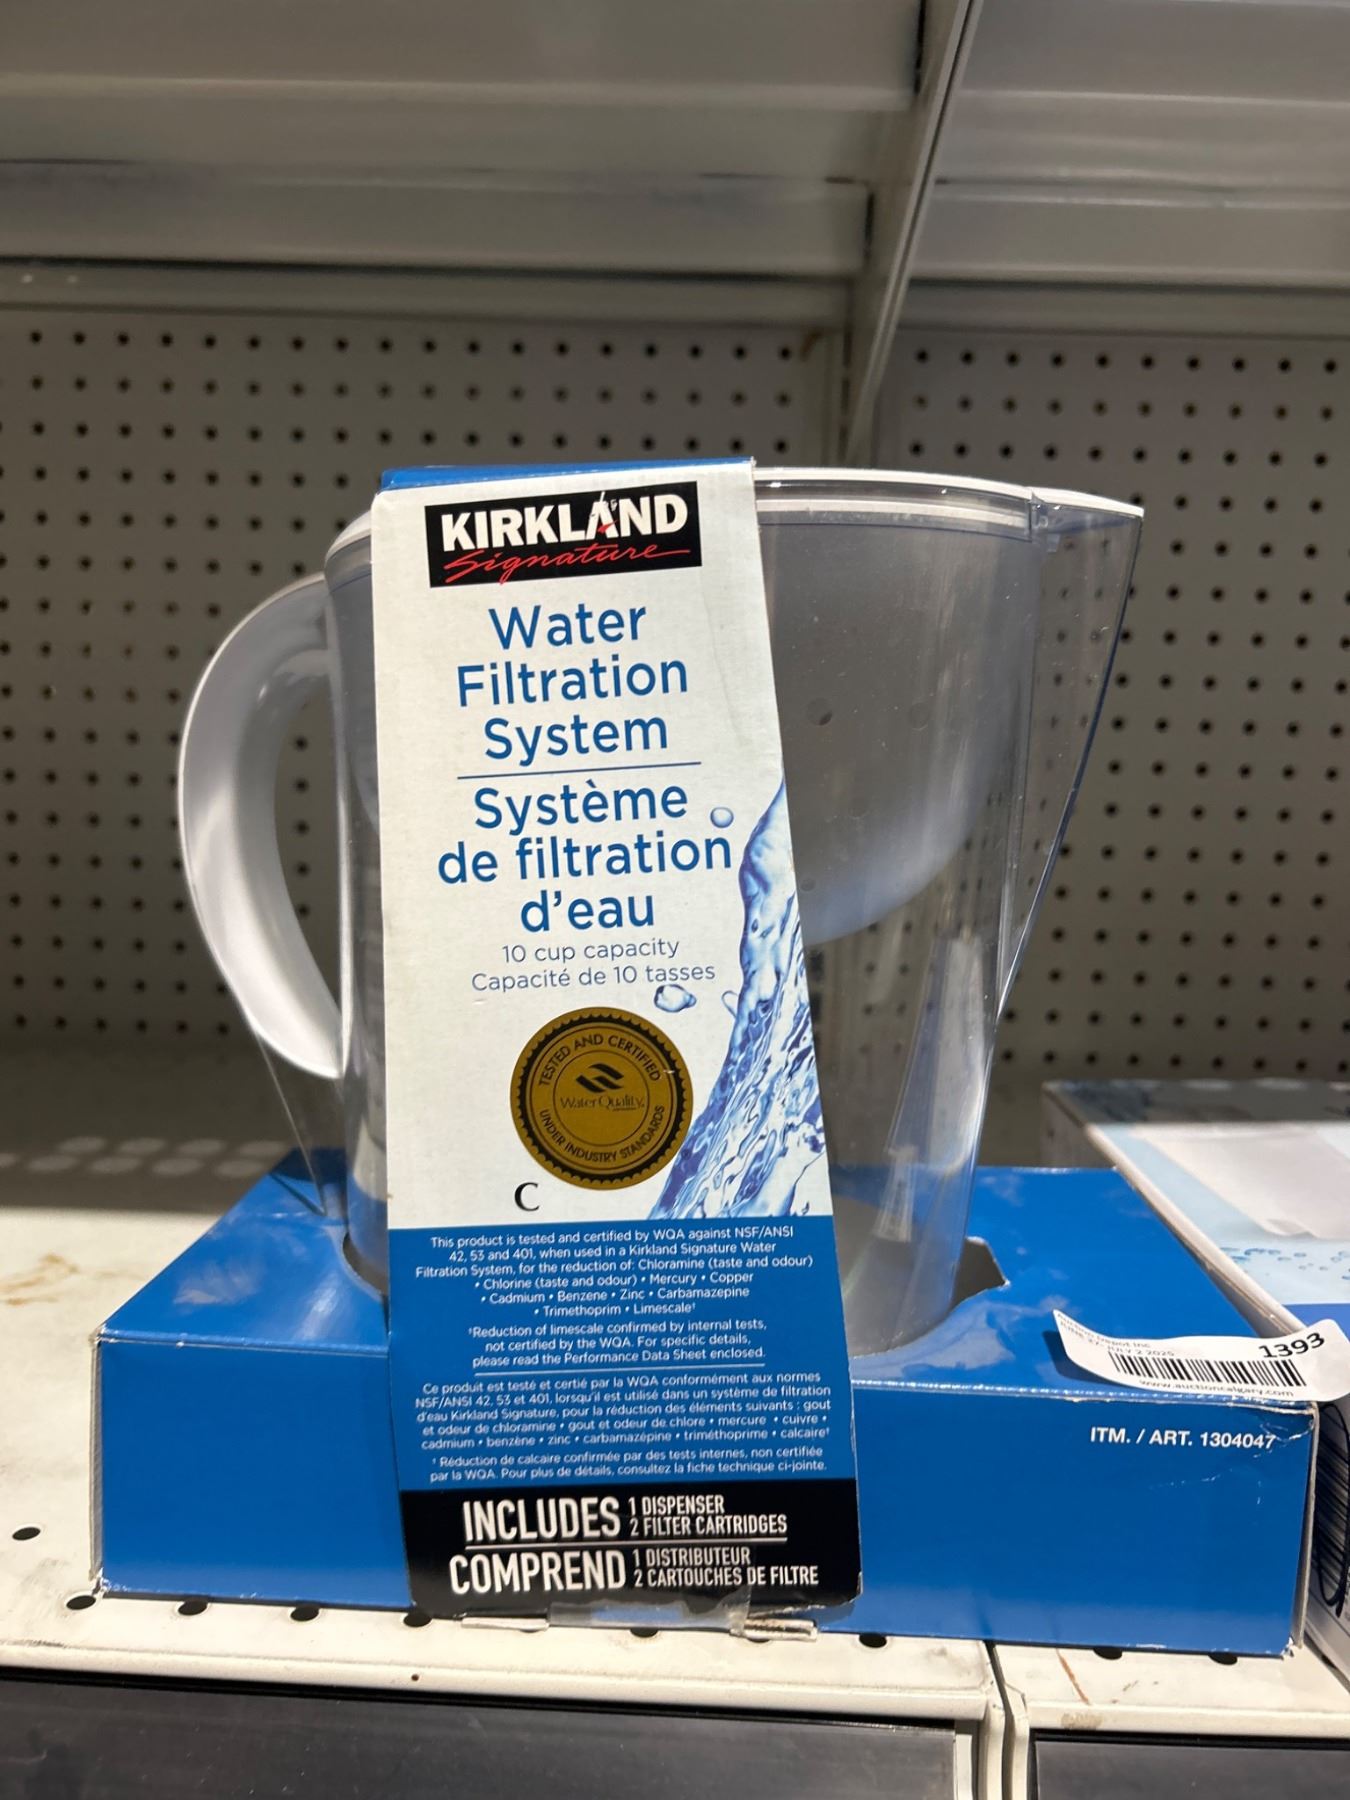 KIRKLAND
Signature
Water
Filtration
System
Système
de filtration
d'eau
10 cup capacity
Capacité de 10 tasses
TESTED AND CERTIFIED
WaterQuality
UNDER INDUSTRY STANDARDS
C
This product is tested and certified by WQA against NSF/ANSI
42, 53 and 401, when used in a Kirkland Signature Water
Filtration System, for the reduction of: Chloramine (taste and odour)
• Chlorine (taste and odour) • Mercury • Copper
• Cadmium • Benzene • Zinc • Carbamazepine
• Trimethoprim • Limescale†
†Reduction of limescale confirmed by internal tests,
not certified by the WQA. For specific details,
please read the Performance Data Sheet enclosed.
Ce produit est testé et certié par la WQA conformément aux normes
NSF/ANSI 42, 53 et 401, lorsqu'il est utilisé dans un système de filtration
d'eau Kirkland Signature, pour la réduction des éléments suivants : gout
et odeur de chloramine • gout et odeur de chlore • mercure • cuivre •
cadmium • benzène • zinc • carbamazépine • triméthoprime • calcaire†
† Réduction de calcaire confirmée par des tests internes, non certifiée
par la WQA. Pour plus de détails, consultez la fiche technique ci-jointe.
INCLUDES 1 DISPENSER
2 FILTER CARTRIDGES
COMPREND 1 DISTRIBUTEUR
2 CARTOUCHES DE FILTRE
1393
www.auctioncalgary.com
ITM. / ART. 1304047